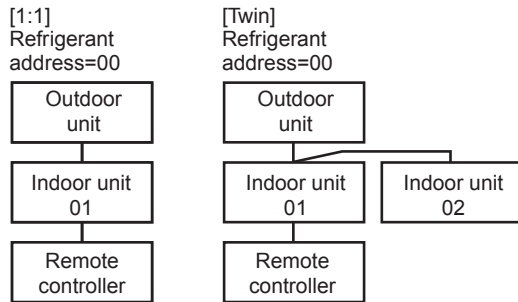 [1:1]
Refrigerant
address=00
Outdoor
unit
Indoor unit
01
Remote
controller
[Twin]
Refrigerant
address=00
Outdoor
unit
Indoor unit
01
Indoor unit
02
Remote
controller